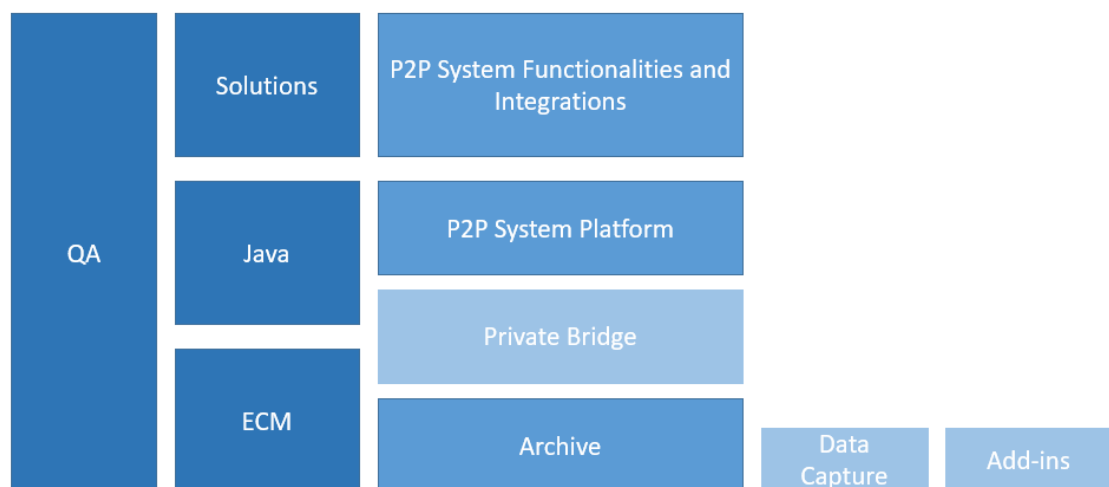 QA
Solutions
Java
ECM
P2P System Functionalities and
Integrations
P2P System Platform
Private Bridge
Archive
Data
Capture
Add-ins